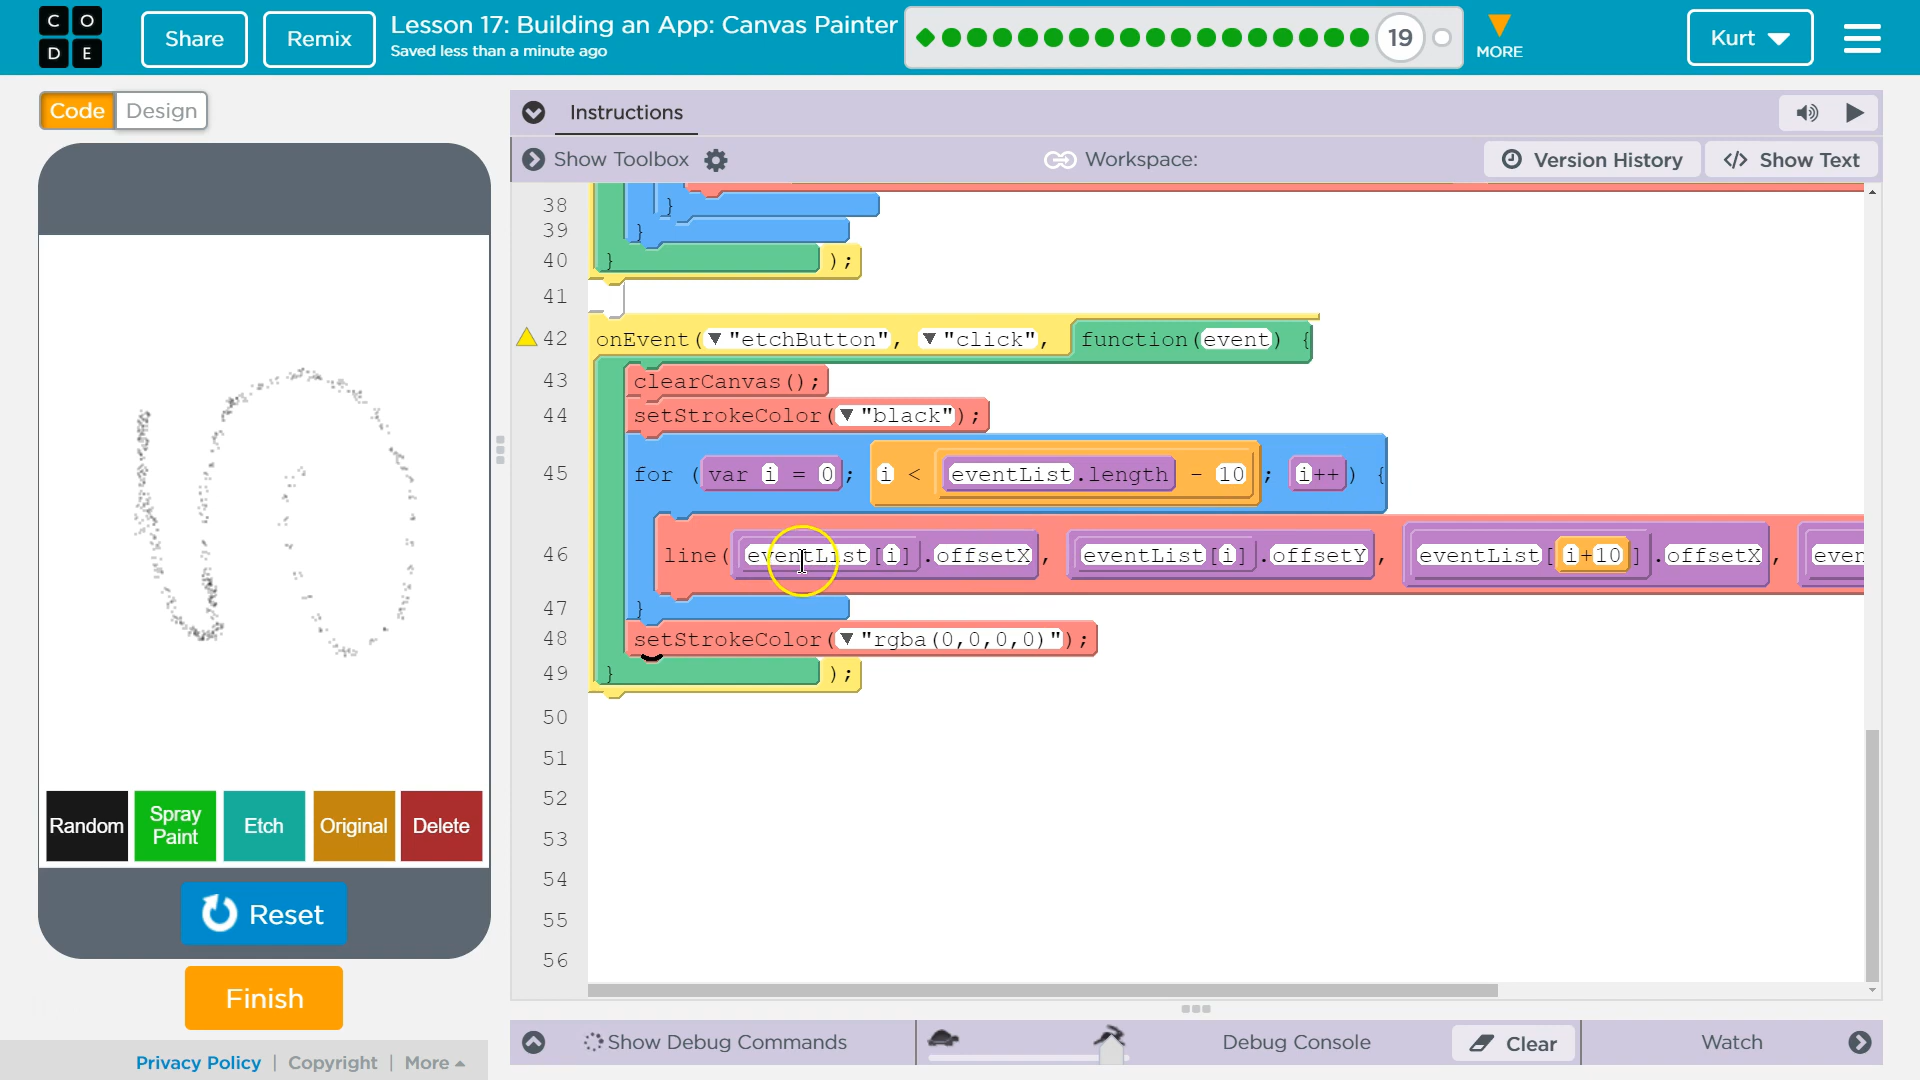 C O
D E
Share
Remix
Lesson 17: Building an App: Canvas Painter
Saved less than a minute ago
19
MORE
Kurt
Code
Design
Instructions
Show Toolbox
Workspace:
Version History
</> Show Text
38 }
39 }
40 } );
41
42 onEvent(▼"etchButton", ▼"click", function(event) {
43 clearCanvas();
44 setStrokeColor(▼"black");
45 for (var i = 0; i < eventList.length - 10; i++) {
46 line(eventList[i].offsetX, eventList[i].offsetY, eventList[i+10].offsetX, even
47 }
48 setStrokeColor(▼"rgba(0,0,0,0)");
49 } );
50
51
52
53
54
55
56
Random
Spray
Paint
Etch
Original
Delete
Reset
Finish
Privacy Policy | Copyright | More
Show Debug Commands
Debug Console
Clear
Watch